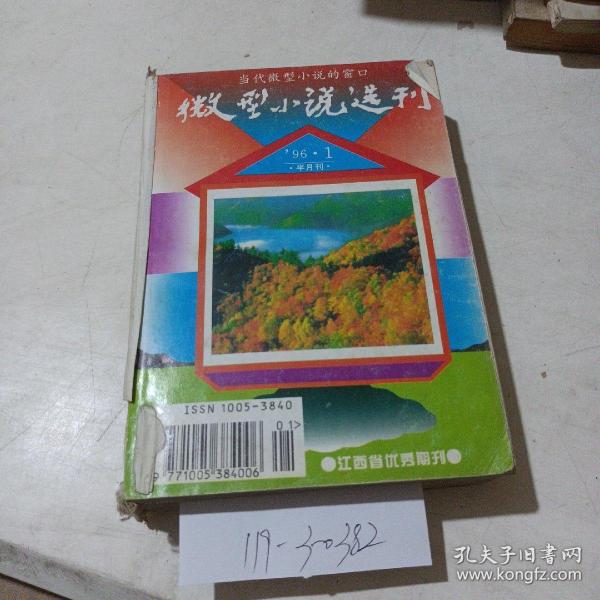 当代微型小说的窗口
微型小说选刊
'96·1
·半月刊·
ISSN 1005-3840
01>
9 771005 384006
●江西省优秀期刊●
119-30382
孔夫子旧书网
www.kongfz.com